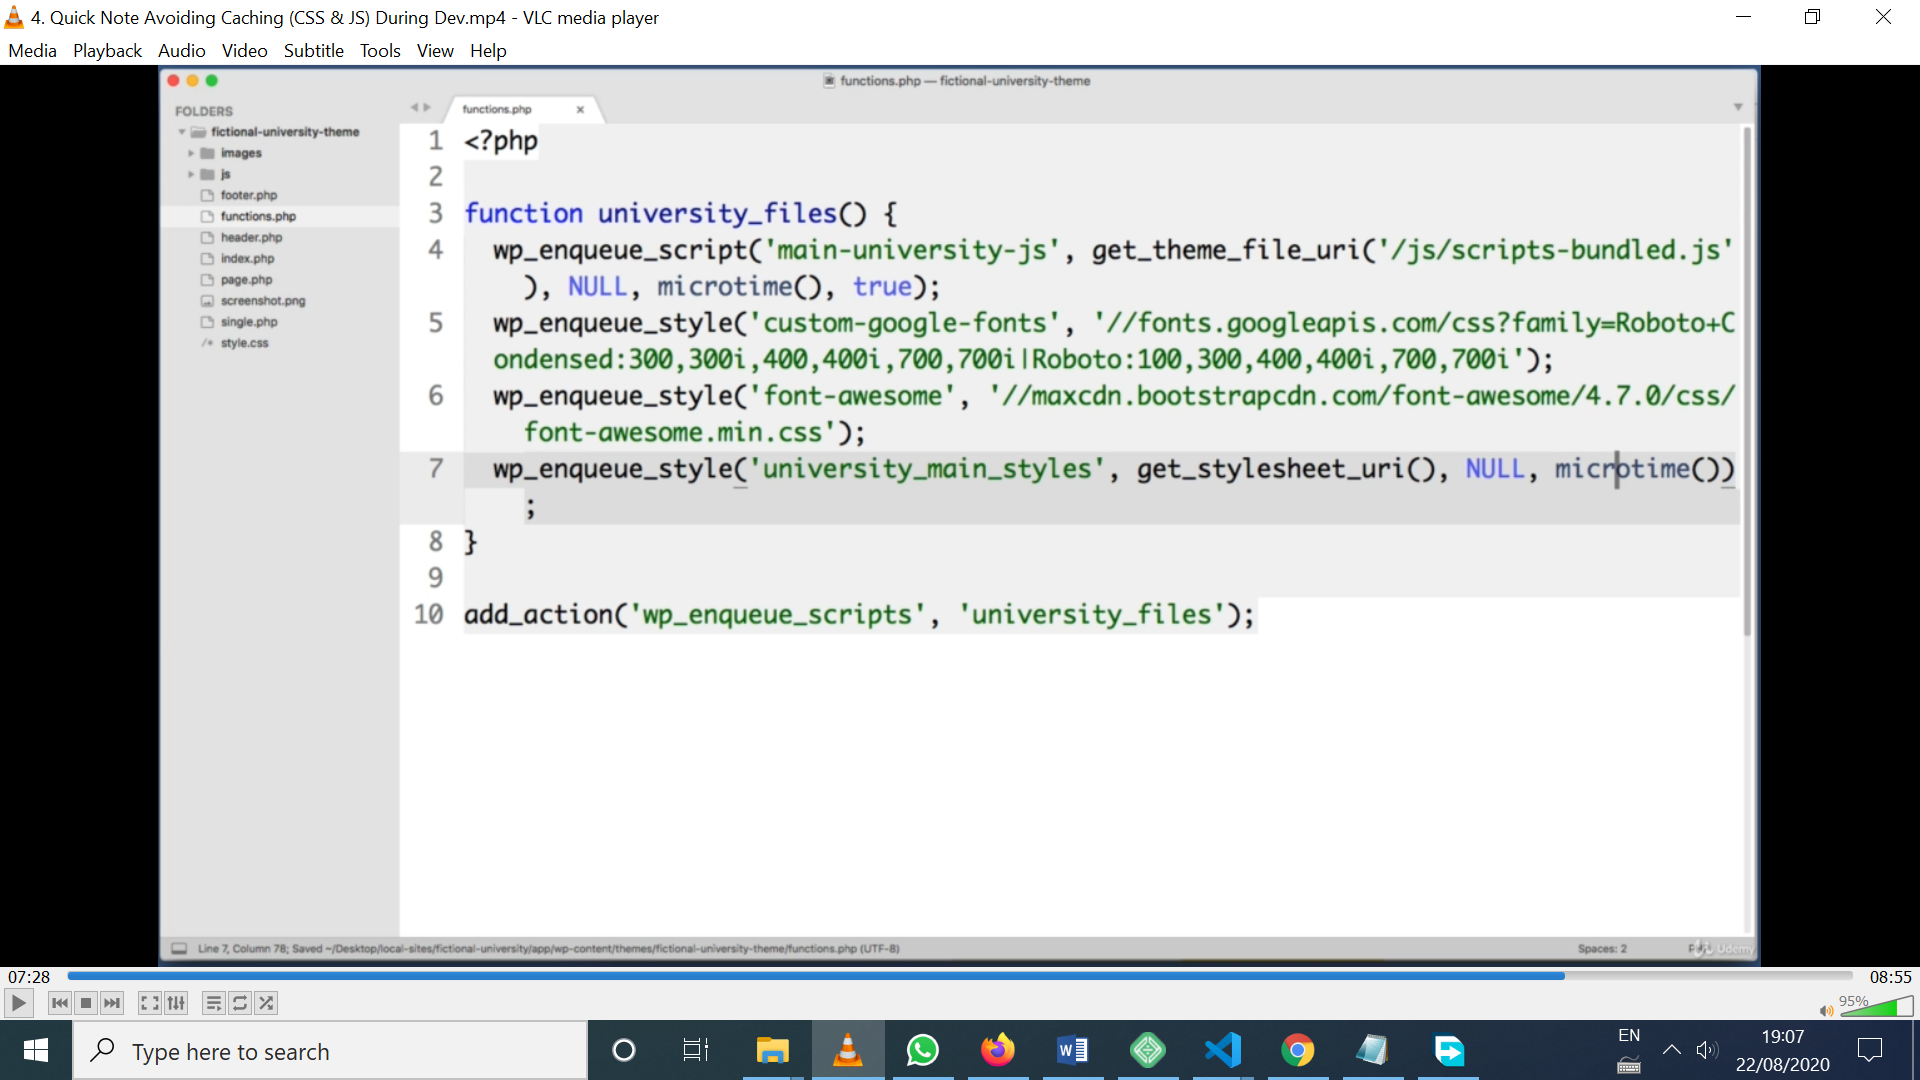 4. Quick Note Avoiding Caching (CSS & JS) During Dev.mp4 - VLC media player
Media Playback Audio Video Subtitle Tools View Help
functions.php — fictional-university-theme
FOLDERS
fictional-university-theme
images
js
footer.php
functions.php
header.php
index.php
page.php
screenshot.png
single.php
style.css
functions.php
1 <?php
2
3 function university_files() {
4 wp_enqueue_script('main-university-js', get_theme_file_uri('/js/scripts-bundled.js'
), NULL, microtime(), true);
5 wp_enqueue_style('custom-google-fonts', '//fonts.googleapis.com/css?family=Roboto+C
ondensed:300,300i,400,400i,700,700i|Roboto:100,300,400,400i,700,700i');
6 wp_enqueue_style('font-awesome', '//maxcdn.bootstrapcdn.com/font-awesome/4.7.0/css/
font-awesome.min.css');
7 wp_enqueue_style('university_main_styles', get_stylesheet_uri(), NULL, microtime())
;
8 }
9
10 add_action('wp_enqueue_scripts', 'university_files');
Line 7, Column 78; Saved ~/Desktop/local-sites/fictional-university/app/wp-content/themes/fictional-university-theme/functions.php (UTF-8)
Spaces: 2
Udemy
07:28
08:55
95%
Type here to search
EN
19:07
22/08/2020